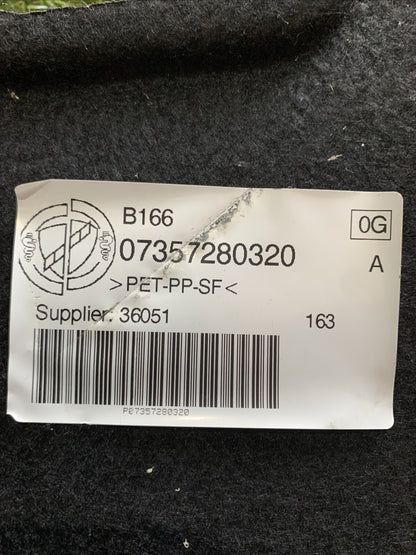 B166
0G
07357280320
A
>PET-PP-SF<
Supplier: 36051
163
P07357280320